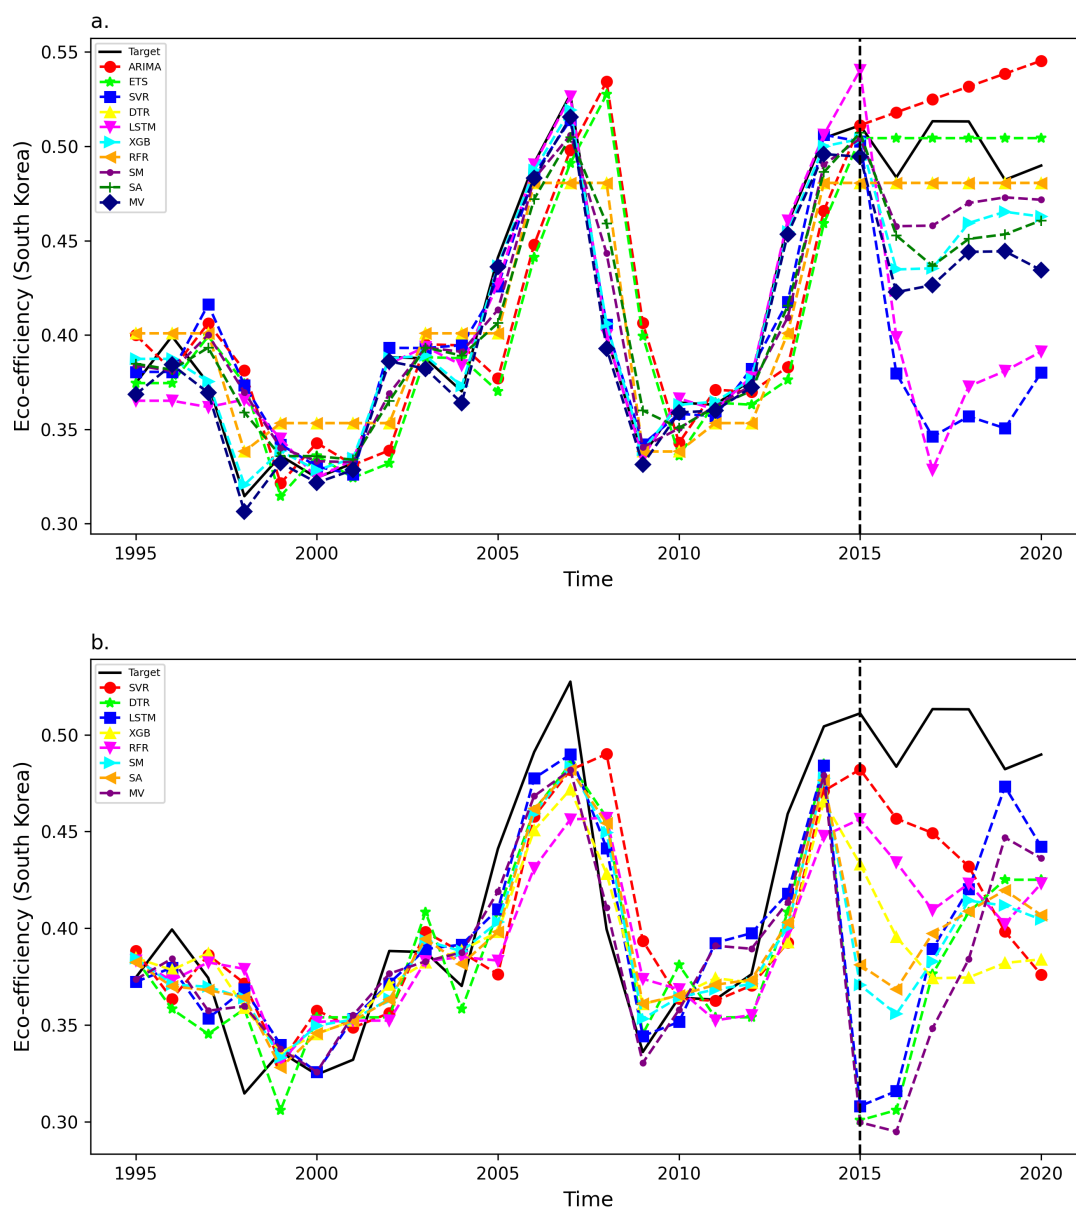 a.
Eco-efficiency (South Korea)
0.55
0.50
0.45
0.40
0.35
0.30
Target
ARIMA
ETS
SVR
DTR
LSTM
XGB
RFR
SM
SA
MV
1995 2000 2005 2010 2015 2020
Time
b.
Eco-efficiency (South Korea)
0.50
0.45
0.40
0.35
0.30
Target
SVR
DTR
LSTM
XGB
RFR
SM
SA
MV
1995 2000 2005 2010 2015 2020
Time